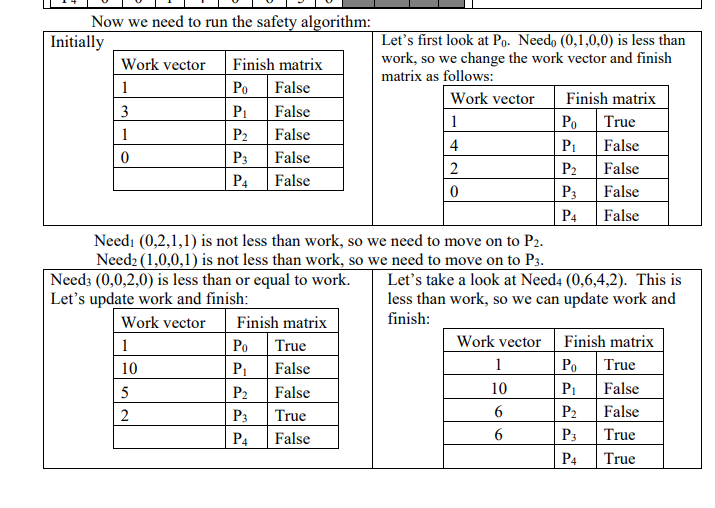 Now we need to run the safety algorithm:
Initially
Work vector Finish matrix
1 P0 False
3 P1 False
1 P2 False
0 P3 False
P4 False
Let's first look at P0. Need0 (0,1,0,0) is less than
work, so we change the work vector and finish
matrix as follows:
Work vector Finish matrix
1 P0 True
4 P1 False
2 P2 False
0 P3 False
P4 False
Need1 (0,2,1,1) is not less than work, so we need to move on to P2.
Need2 (1,0,0,1) is not less than work, so we need to move on to P3.
Need3 (0,0,2,0) is less than or equal to work.
Let's update work and finish:
Work vector Finish matrix
1 P0 True
10 P1 False
5 P2 False
2 P3 True
P4 False
Let's take a look at Need4 (0,6,4,2). This is
less than work, so we can update work and
finish:
Work vector Finish matrix
1 P0 True
10 P1 False
6 P2 False
6 P3 True
P4 True